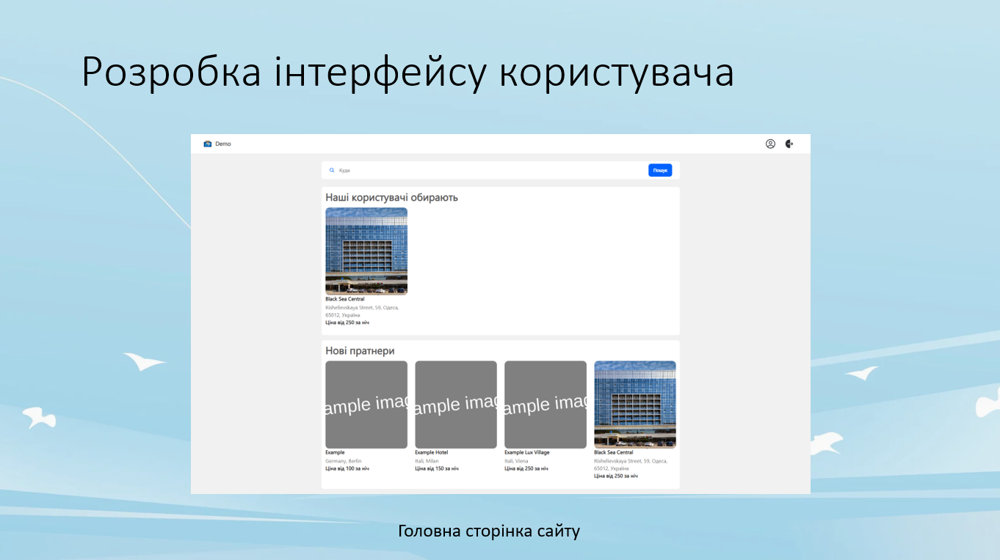 Розробка інтерфейсу користувача
Demo
Куди
Пошук
Наші користувачі обирають
Black Sea Central
Rishelievskaya Street, 59, Одеса,
65012, Україна
Ціна від 250 за ніч
Нові пратнери
ample imag
ample imag
ample imag
Example
Germany, Berlin
Ціна від 100 за ніч
Example Hotel
Itali, Milan
Ціна від 150 за ніч
Example Lux Village
Itali, Viena
Ціна від 250 за ніч
Black Sea Central
Rishelievskaya Street, 59, Одеса,
65012, Україна
Ціна від 250 за ніч
Головна сторінка сайту